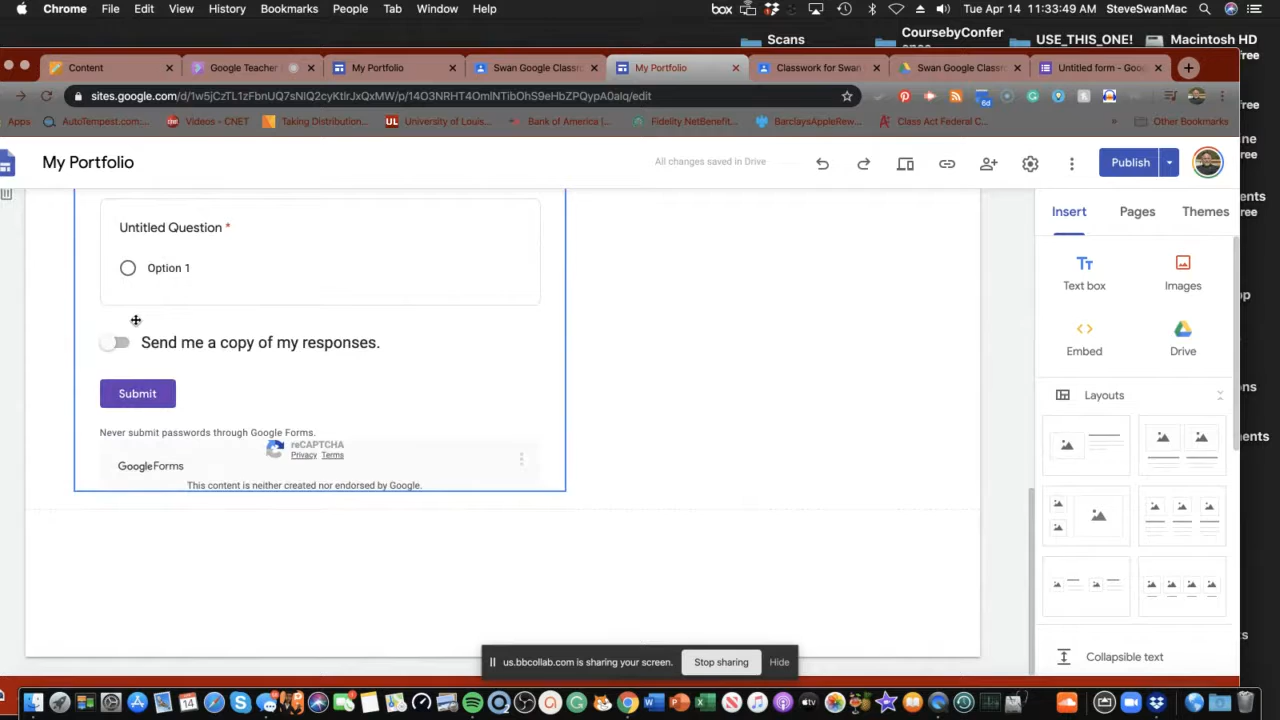 Chrome File Edit View History Bookmarks People Tab Window Help box Tue Apr 14 11:33:49 AM SteveSwanMac
Scans CoursebyConfer USE_THIS_ONE! Macintosh HD
Content Google Teacher My Portfolio Swan Google Classr My Portfolio Classwork for Swan Swan Google Classr Untitled form - Goo
sites.google.com/d/1w5jCzTL1zFbnUQ7sNIQ2cyKtIrJxQxMW/p/14O3NRHT4OmlNTibOhS9eHbZPQypA0alq/edit
6d
Apps AutoTempest.com:... Videos - CNET Taking Distribution... University of Louis... Bank of America |... Fidelity NetBenefit... BarclaysAppleRew... Class Act Federal C... » Other Bookmarks
My Portfolio All changes saved in Drive Publish
Untitled Question *
Option 1
Send me a copy of my responses.
Submit
Never submit passwords through Google Forms.
reCAPTCHA
Privacy Terms
Google Forms
This content is neither created nor endorsed by Google.
Insert Pages Themes
Text box Images
Embed Drive
Layouts
Collapsible text
us.bbcollab.com is sharing your screen. Stop sharing Hide